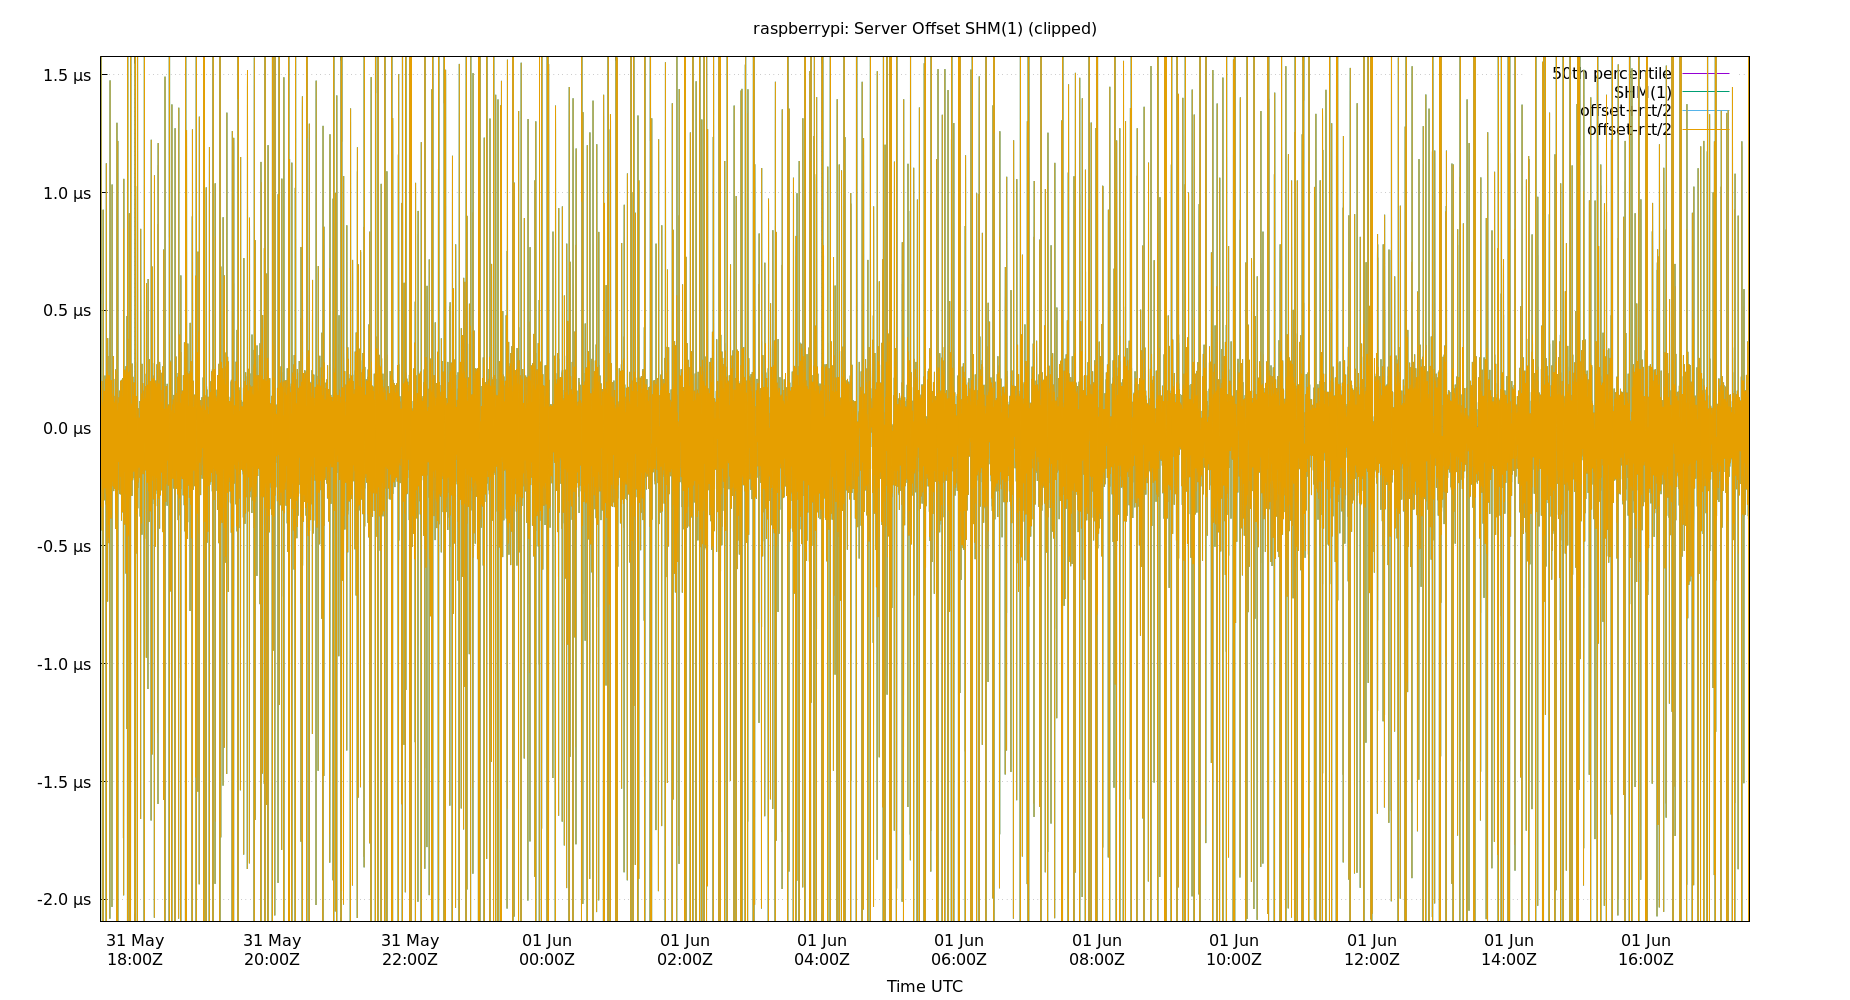 raspberrypi: Server Offset SHM(1) (clipped)
50th percentile
SHM(1)
offset+rtt/2
offset-rtt/2
1.5 µs
1.0 µs
0.5 µs
0.0 µs
-0.5 µs
-1.0 µs
-1.5 µs
-2.0 µs
31 May 31 May 31 May 01 Jun 01 Jun 01 Jun 01 Jun 01 Jun 01 Jun 01 Jun 01 Jun 01 Jun
18:00Z 20:00Z 22:00Z 00:00Z 02:00Z 04:00Z 06:00Z 08:00Z 10:00Z 12:00Z 14:00Z 16:00Z
Time UTC